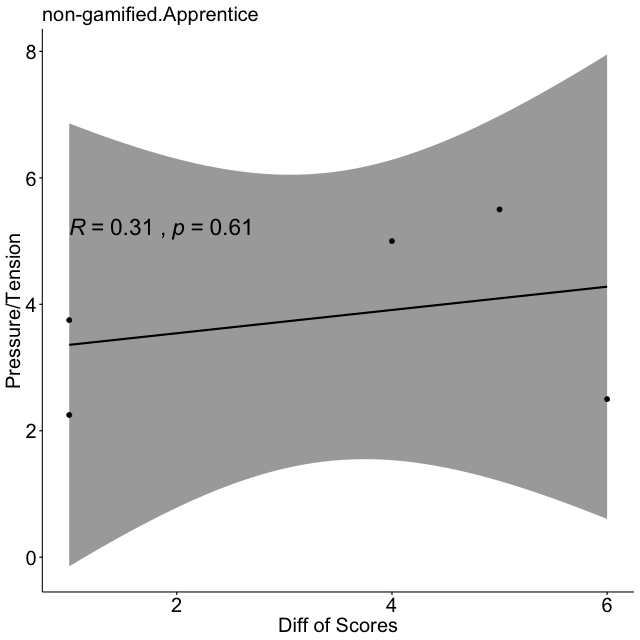 non-gamified.Apprentice
8
6
4
2
0
Pressure/Tension
R = 0.31 , p = 0.61
2 4 6
Diff of Scores